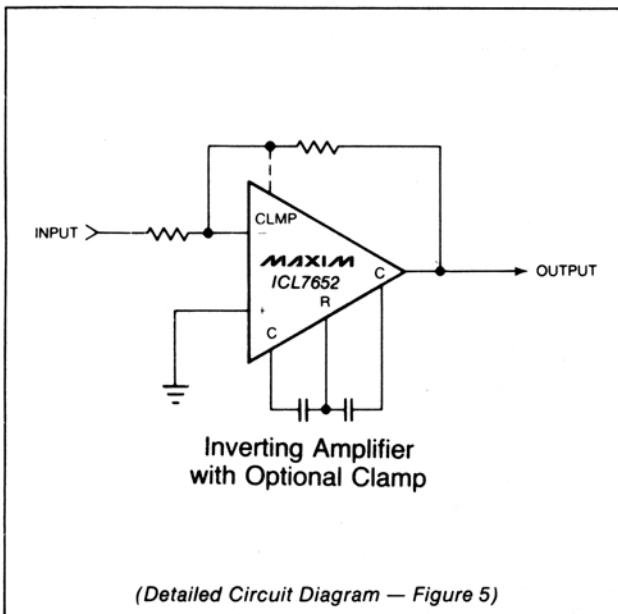 CLMP
INPUT
−
MAXIM
ICL7652
C
OUTPUT
R
+
C
Inverting Amplifier
with Optional Clamp
(Detailed Circuit Diagram — Figure 5)